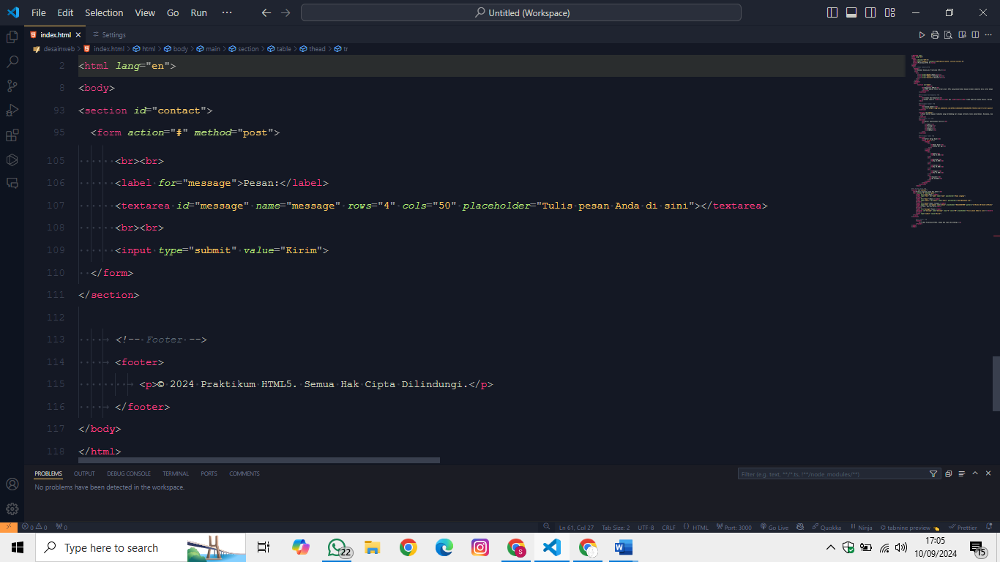 File Edit Selection View Go Run ···
Untitled (Workspace)
index.html Settings
desainweb > index.html > html > body > main > section > table > thead > tr
2 <html lang="en">
8 <body>
93 <section id="contact">
95 <form action="#" method="post">
105 <br><br>
106 <label for="message">Pesan:</label>
107 <textarea id="message" name="message" rows="4" cols="50" placeholder="Tulis pesan Anda di sini"></textarea>
108 <br><br>
109 <input type="submit" value="Kirim">
110 </form>
111 </section>
112
113 <!-- Footer -->
114 <footer>
115 <p>© 2024 Praktikum HTML5. Semua Hak Cipta Dilindungi.</p>
116 </footer>
117 </body>
118 </html>
PROBLEMS OUTPUT DEBUG CONSOLE TERMINAL PORTS COMMENTS
Filter (e.g. text, **/*.ts, !**/node_modules/**)
No problems have been detected in the workspace.
0 0 0 Ln 61, Col 27 Tab Size: 2 UTF-8 CRLF HTML Port: 3000 Go Live Quokka Ninja tabnine preview Prettier
Type here to search
22
S
17:05
10/09/2024
15